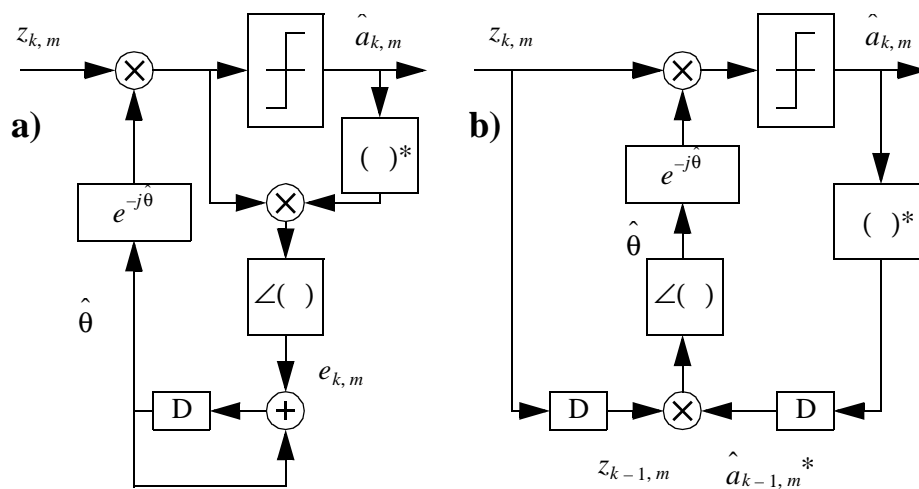 z_{k, m}
â_{k, m}
z_{k, m}
â_{k, m}
a)
b)
( )*
e^{-jθ̂}
e^{-jθ̂}
( )*
θ̂
∠( )
θ̂
∠( )
e_{k, m}
D
+
D
D
z_{k-1, m}
â_{k-1, m}*